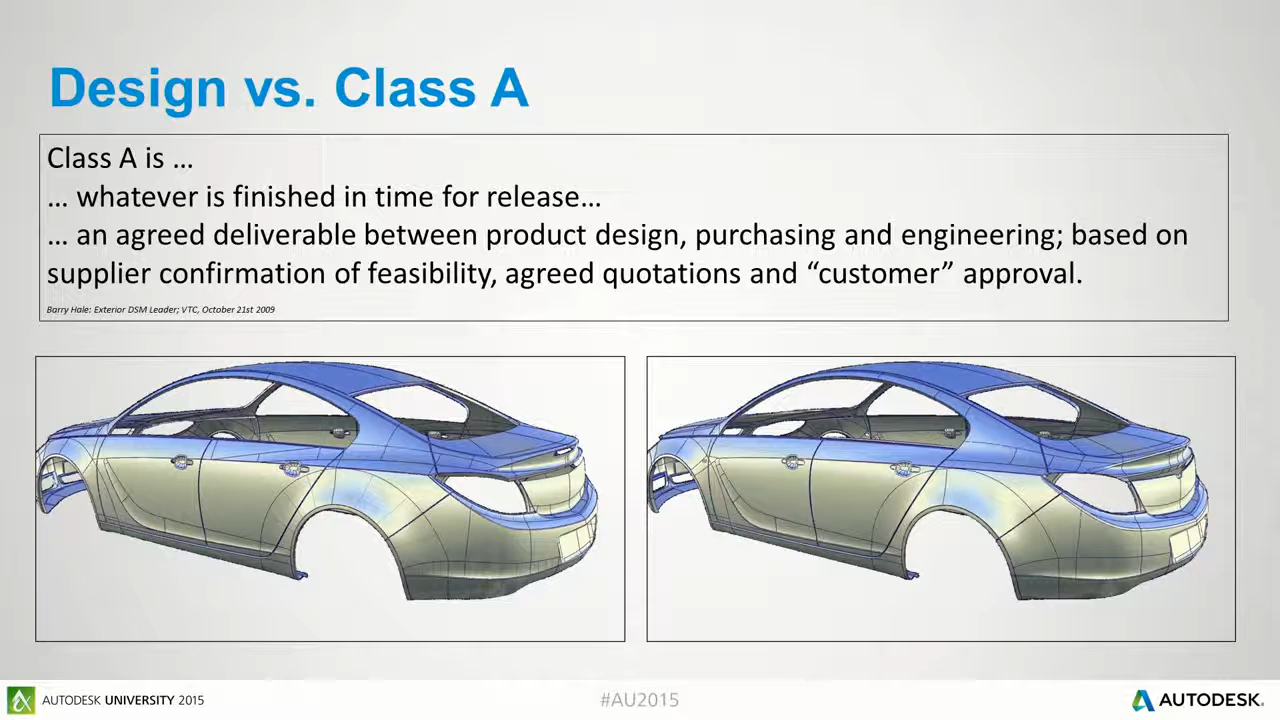 Design vs. Class A
Class A is …
… whatever is finished in time for release…
… an agreed deliverable between product design, purchasing and engineering; based on
supplier confirmation of feasibility, agreed quotations and “customer” approval.
Barry Hale: Exterior DSM Leader; VTC, October 21st 2009
AUTODESK UNIVERSITY 2015
#AU2015
AUTODESK.